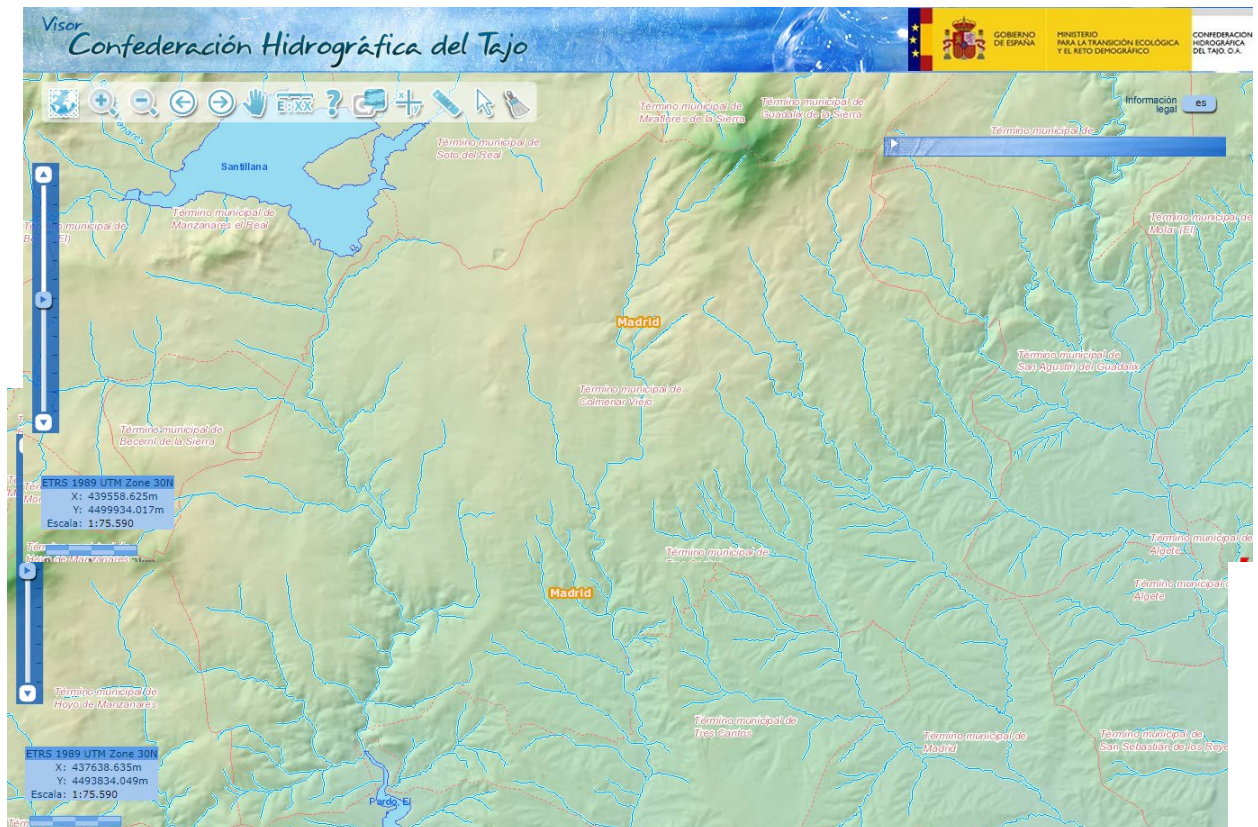 Visor
Confederación Hidrográfica del Tajo
GOBIERNO
DE ESPAÑA
MINISTERIO
PARA LA TRANSICIÓN ECOLÓGICA
Y EL RETO DEMOGRÁFICO
CONFEDERACIÓN
HIDROGRÁFICA
DEL TAJO, O.A.
E: XX
?
Información
legal
es
Término municipal de
Miraflores de la Sierra
Término municipal de
Guadalix de la Sierra
Término municipal de
Término municipal de
Soto del Real
Santillana
Término municipal de
Manzanares el Real
Término municipal de
Molar (El)
Madrid
Término municipal de
San Agustín del Guadalix
Término municipal de
Colmenar Viejo
Término municipal de
Becerril de la Sierra
ETRS 1989 UTM Zone 30N
X: 439558.625m
Y: 4499934.017m
Escala: 1:75.590
Término municipal de
Término municipal de
Algete
Madrid
Término municipal de
Algete
Término municipal de
Hoyo de Manzanares
Término municipal de
Tres Cantos
Término municipal de
Madrid
Término municipal de
San Sebastián de los Reye
ETRS 1989 UTM Zone 30N
X: 437638.635m
Y: 4493834.049m
Escala: 1:75.590
Pardo, El